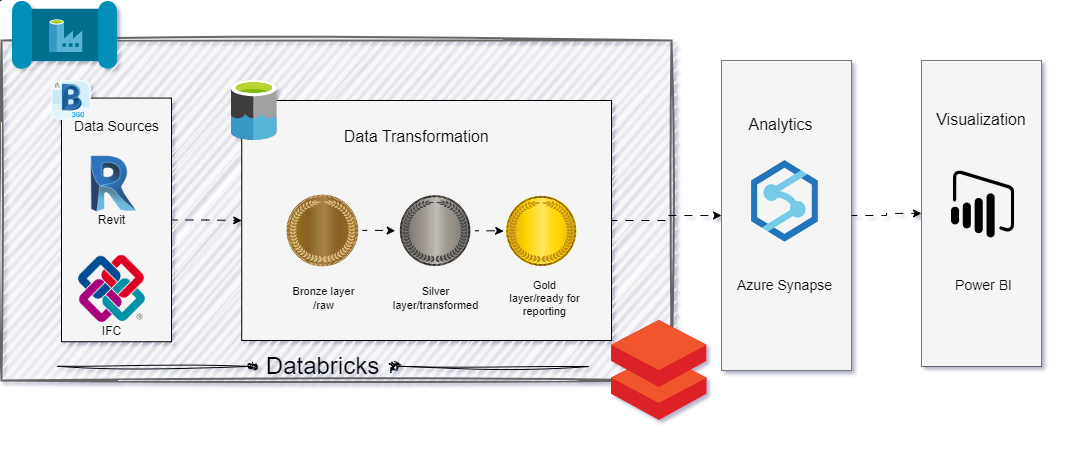 A
B
360
Data Sources
R
Revit
®
IFC
Data Transformation
Bronze layer
/raw
Silver
layer/transformed
Gold
layer/ready for
reporting
Databricks
Analytics
Azure Synapse
Visualization
Power BI